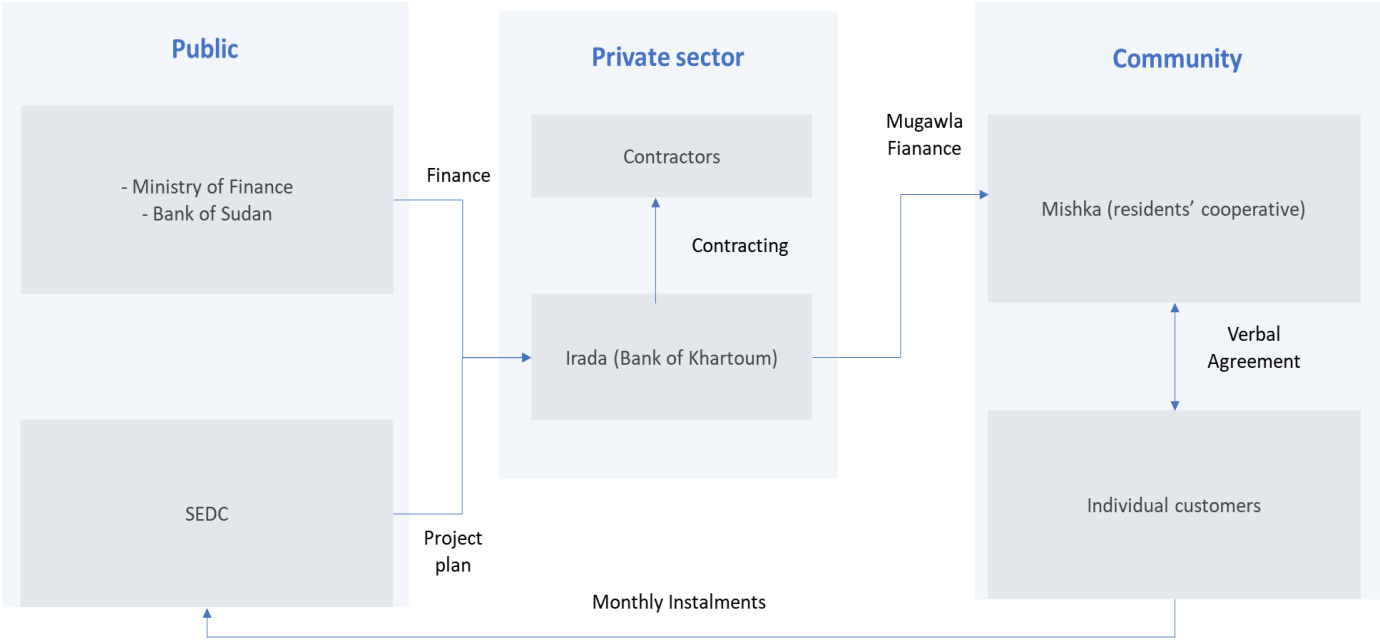 Public
- Ministry of Finance
- Bank of Sudan
Finance
SEDC
Project
plan
Private sector
Contractors
Contracting
Irada (Bank of Khartoum)
Mugawla
Fianance
Community
Mishka (residents’ cooperative)
Verbal
Agreement
Individual customers
Monthly Instalments